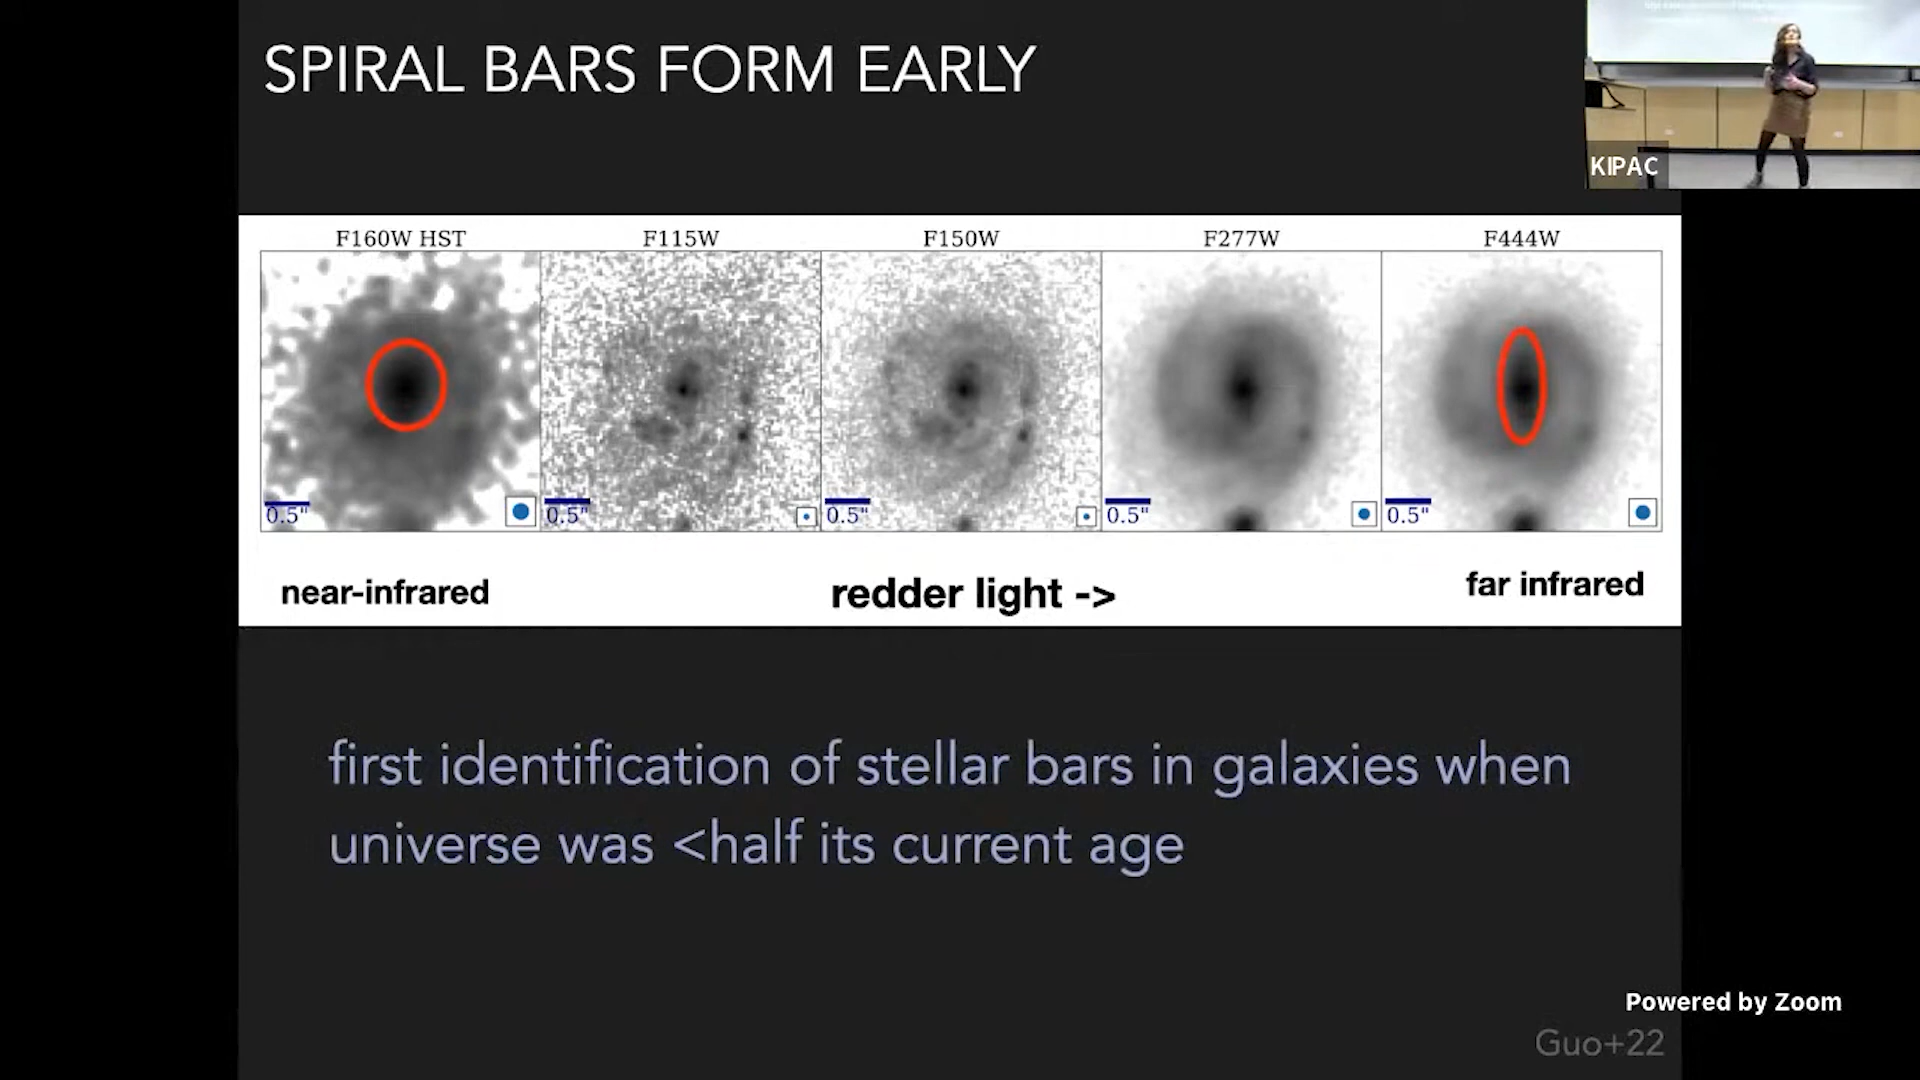 SPIRAL BARS FORM EARLY
KIPAC
F160W HST F115W F150W F277W F444W
0.5" 0.5" 0.5" 0.5" 0.5"
near-infrared redder light -> far infrared
first identification of stellar bars in galaxies when
universe was <half its current age
Powered by Zoom
Guo+22